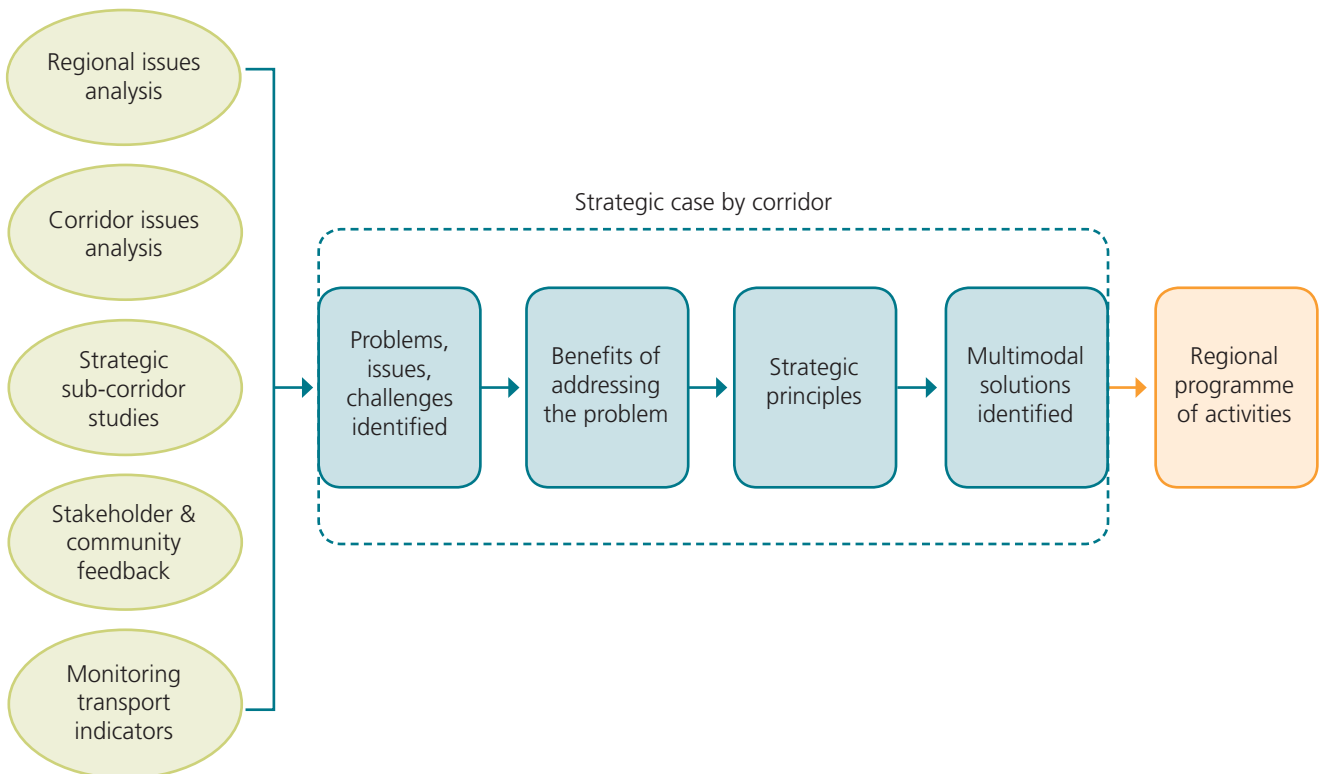 Regional issues
analysis
Corridor issues
analysis
Strategic
sub-corridor
studies
Stakeholder &
community
feedback
Monitoring
transport
indicators
Strategic case by corridor
Problems,
issues,
challenges
identified
Benefits of
addressing
the problem
Strategic
principles
Multimodal
solutions
identified
Regional
programme
of activities